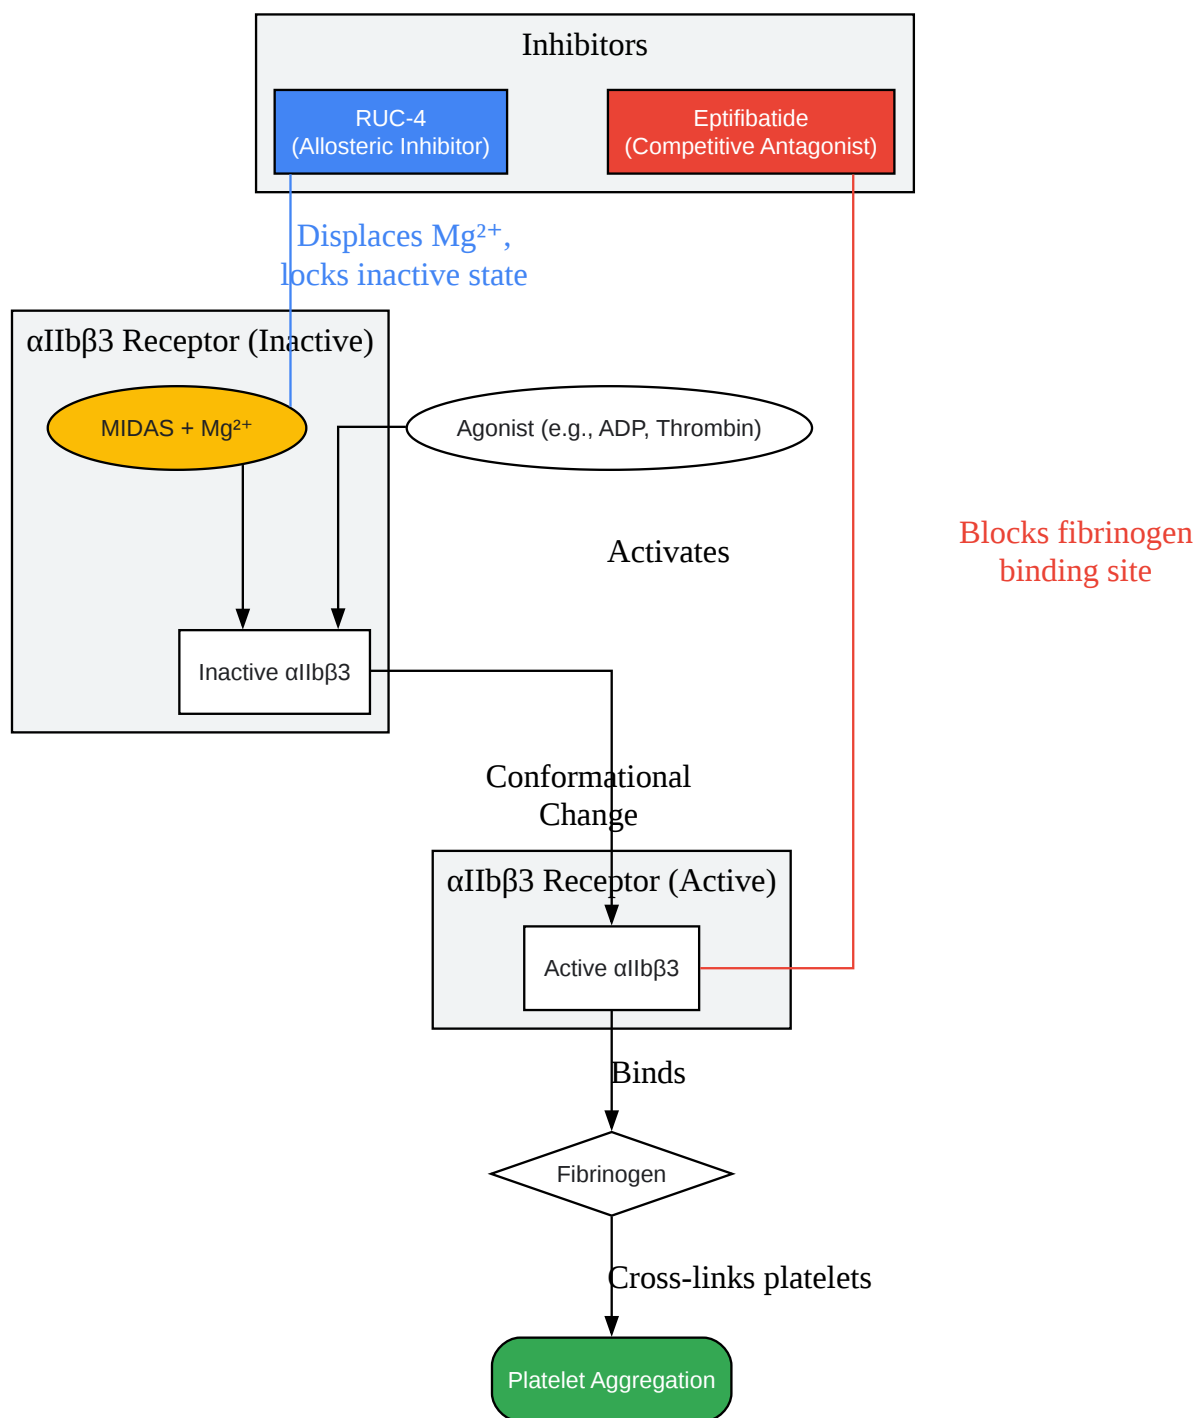 Inhibitors
RUC-4
(Allosteric Inhibitor)
Eptifibatide
(Competitive Antagonist)
Displaces Mg²⁺,
locks inactive state
αIIbβ3 Receptor (Inactive)
MIDAS + Mg²⁺
Agonist (e.g., ADP, Thrombin)
Activates
Blocks fibrinogen
binding site
Inactive αIIbβ3
Conformational
Change
αIIbβ3 Receptor (Active)
Active αIIbβ3
Binds
Fibrinogen
Cross-links platelets
Platelet Aggregation